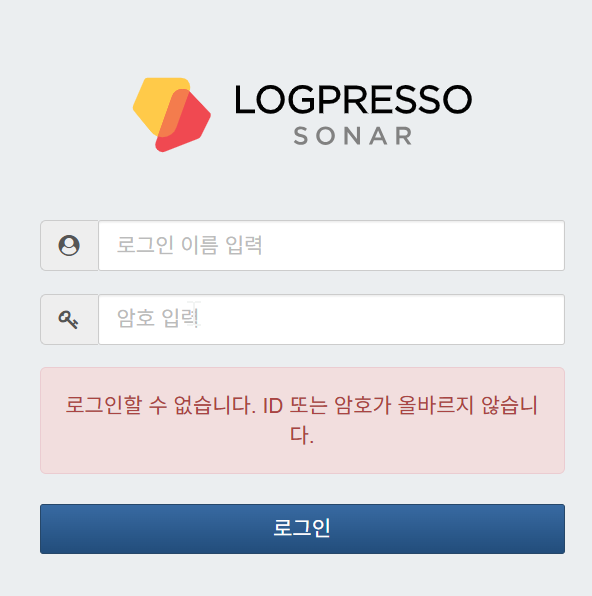 LOGPRESSO
SONAR
로그인 이름 입력
암호 입력
로그인할 수 없습니다. ID 또는 암호가 올바르지 않습니
다.
로그인